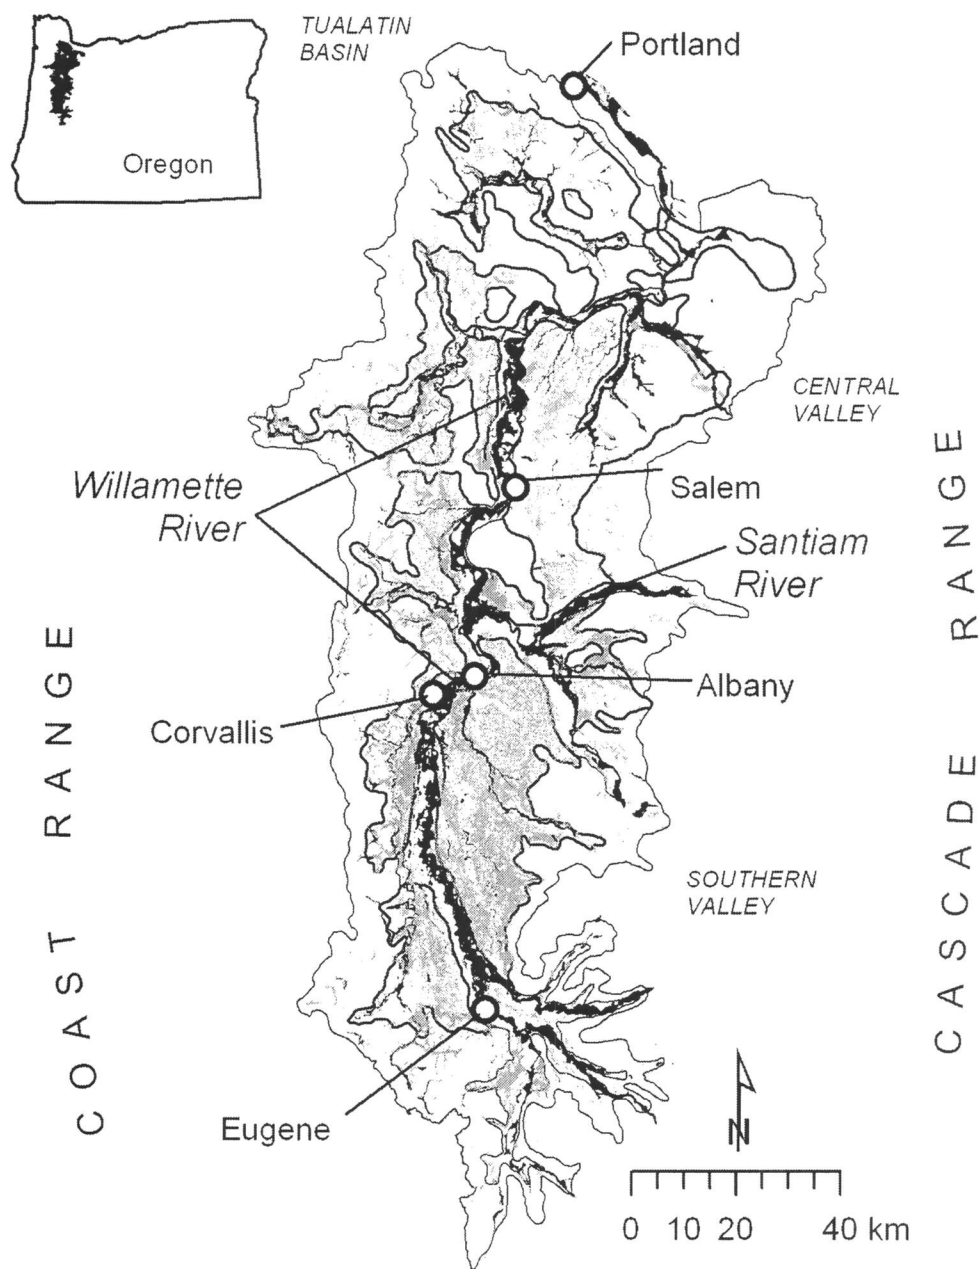 TUALATIN
BASIN
Portland
Oregon
CENTRAL
VALLEY
Willamette
River
Salem
Santiam
River
Albany
Corvallis
COAST RANGE
CASCADE RANGE
SOUTHERN
VALLEY
Eugene
N
0 10 20 40 km